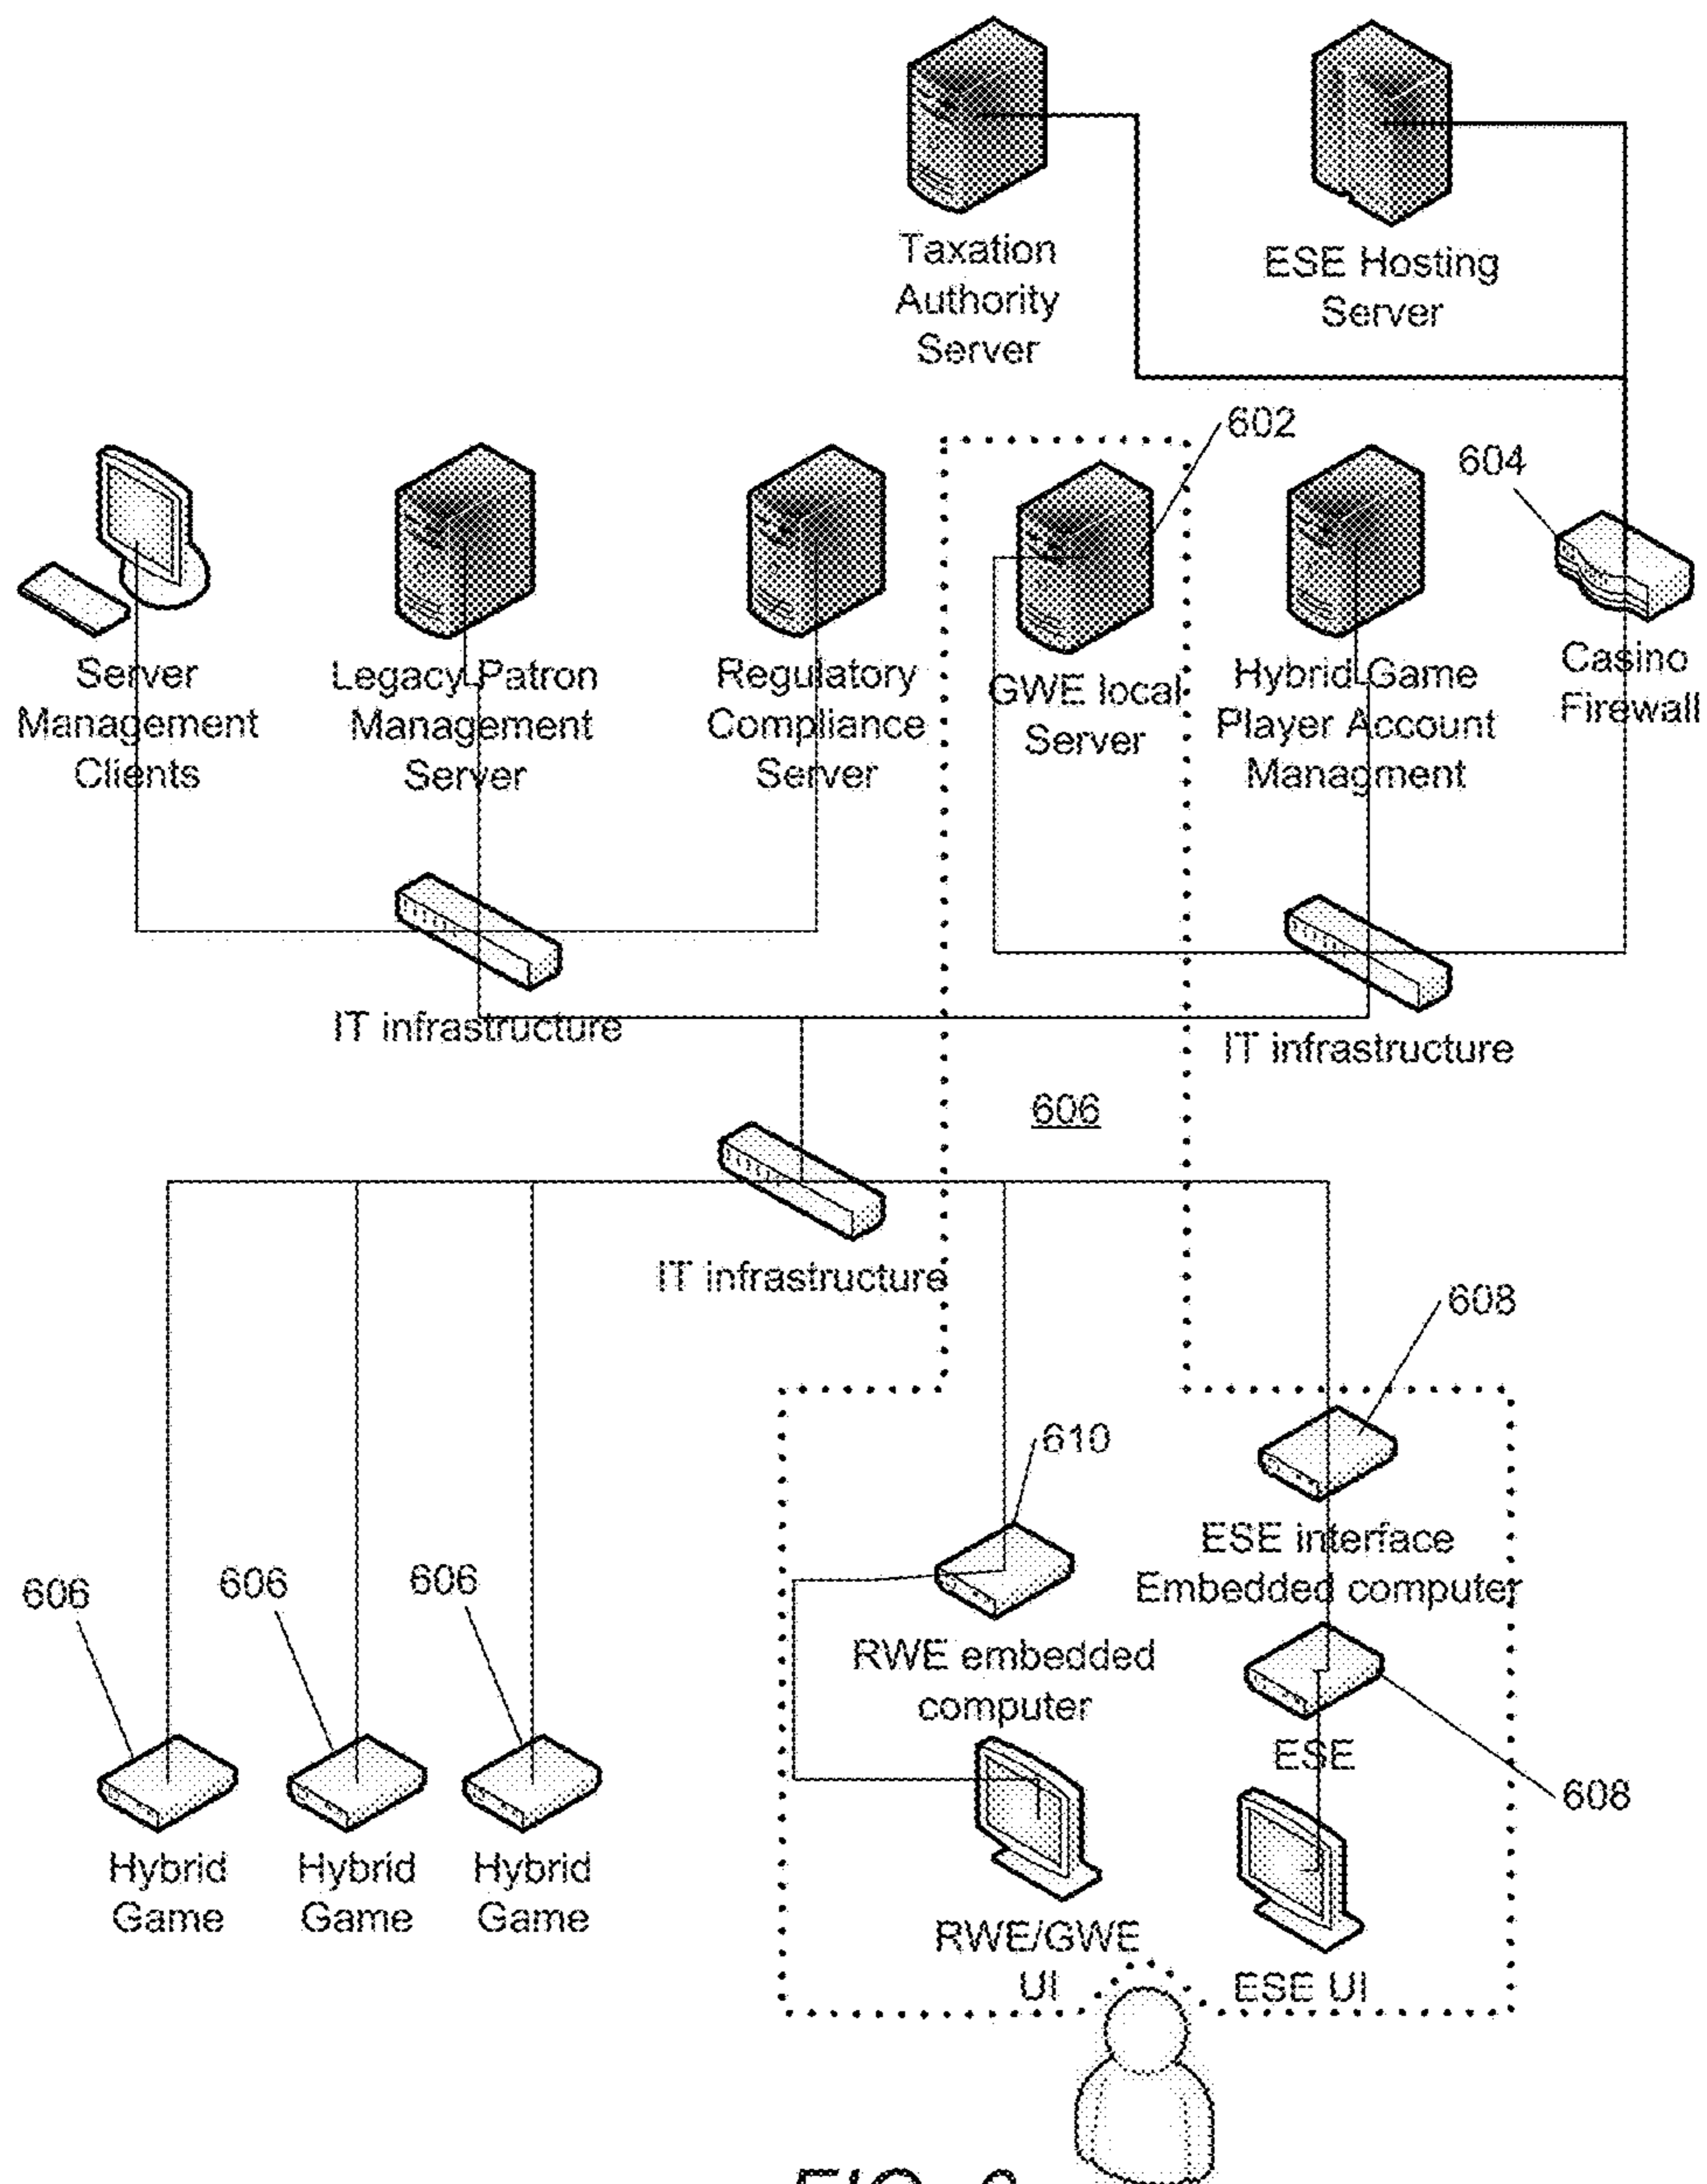 Taxation
Authority
Server
ESE Hosting
Server
602
604
Server
Management
Clients
Legacy Patron
Management
Server
Regulatory
Compliance
Server
GWE local
Server
Hybrid Game
Player Account
Managment
Casino
Firewall
IT infrastructure
IT infrastructure
606
IT infrastructure
608
610
ESE interface
Embedded computer
606
606
606
RWE embedded
computer
ESE
608
Hybrid
Game
Hybrid
Game
Hybrid
Game
RWE/GWE
UI
ESE UI